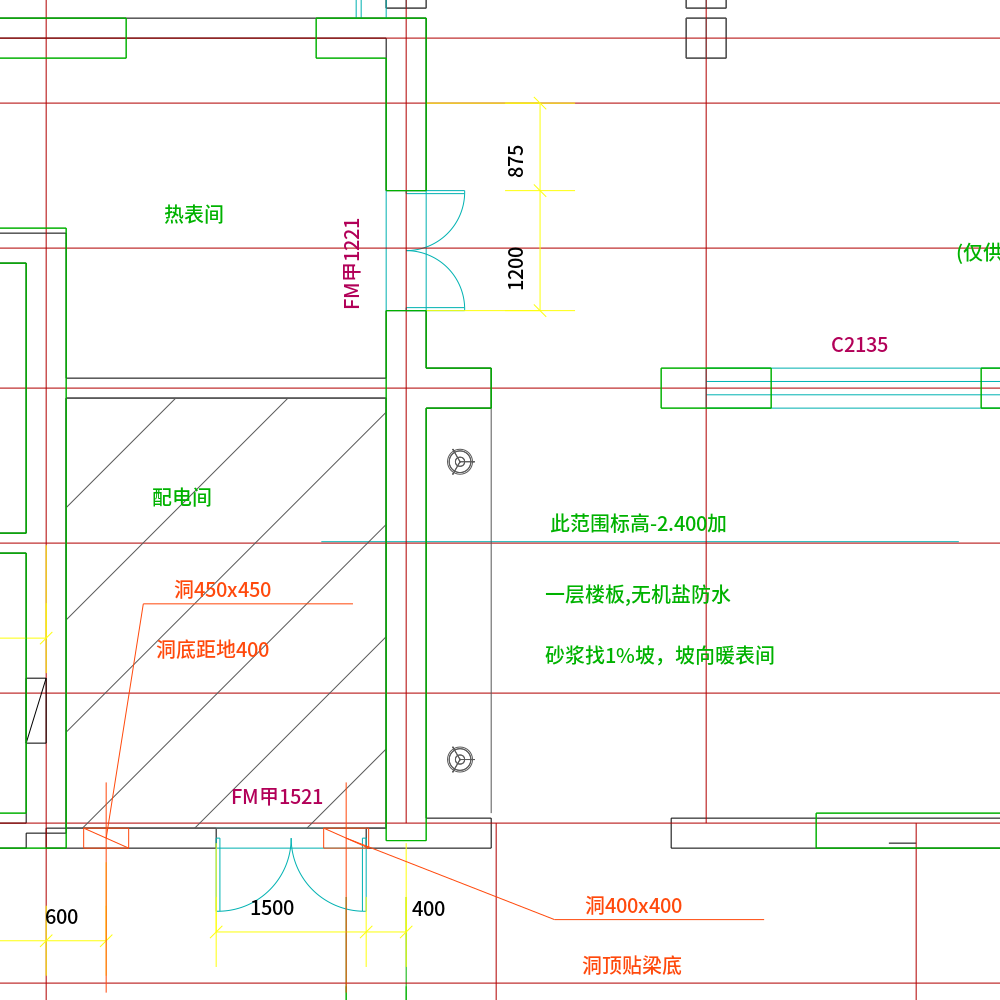 875
热表间
FM甲1221
1200
(仅供
C2135
配电间
此范围标高-2.400加
洞450x450
一层楼板,无机盐防水
洞底距地400
砂浆找1%坡，坡向暖表间
FM甲1521
600
1500
400
洞400x400
洞顶贴梁底